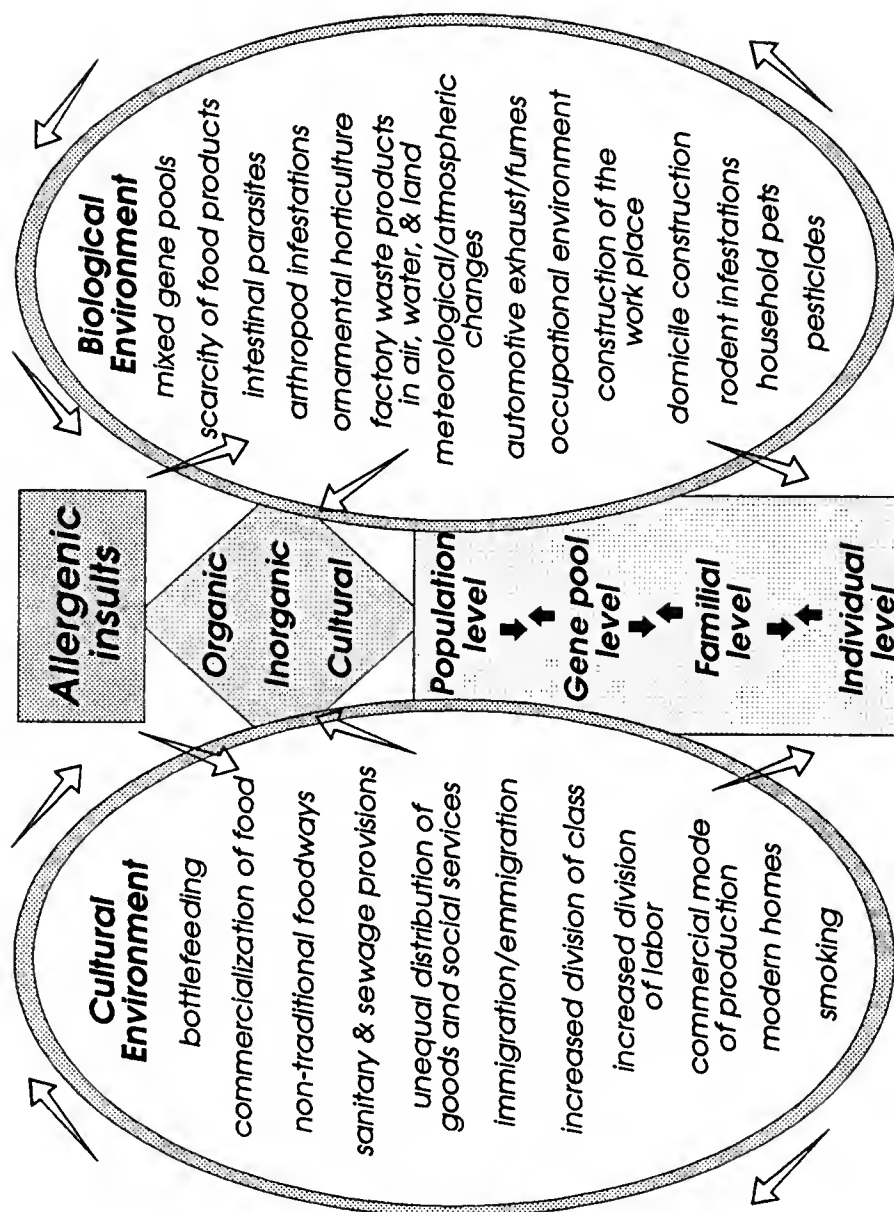 Cultural
Environment
bottlefeeding
commercialization of food
non-traditional foodways
sanitary & sewage provisions
unequal distribution of
goods and social services
immigration/emmigration
increased division of class
increased division
of labor
commercial mode
of production
modern homes
smoking
Allergenic
insults
Organic
Inorganic
Cultural
Population
level
Gene pool
level
Familial
level
Individual
level
Biological
Environment
mixed gene pools
scarcity of food products
intestinal parasites
arthropod infestations
ornamental horticulture
factory waste products
in air, water, & land
meteorological/atmospheric
changes
automotive exhaust/fumes
occupational environment
construction of the
work place
domicile construction
rodent infestations
household pets
pesticides